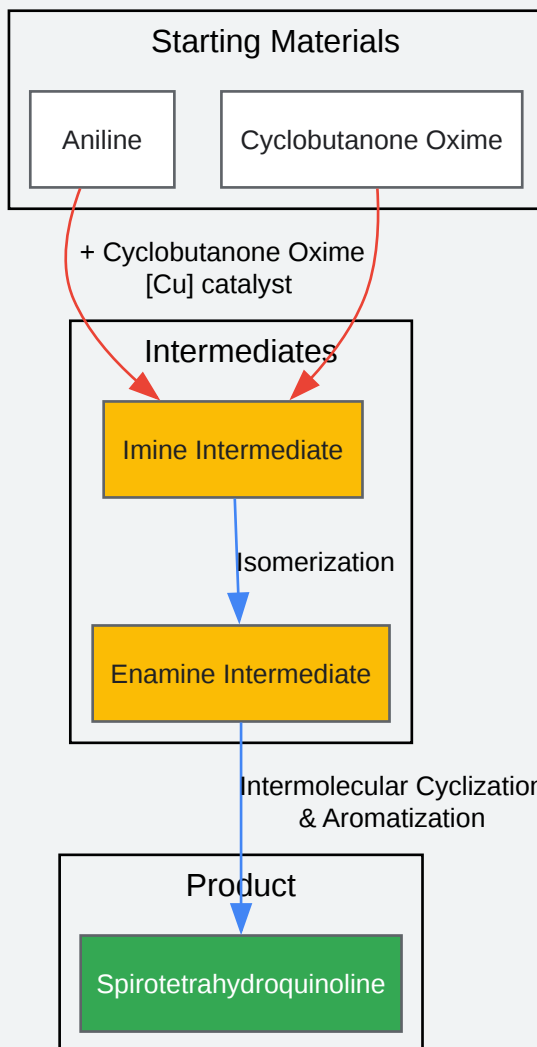 Starting Materials
Aniline
Cyclobutanone Oxime
+ Cyclobutanone Oxime
[Cu] catalyst
Intermediates
Imine Intermediate
Isomerization
Enamine Intermediate
Intermolecular Cyclization
& Aromatization
Product
Spirotetrahydroquinoline